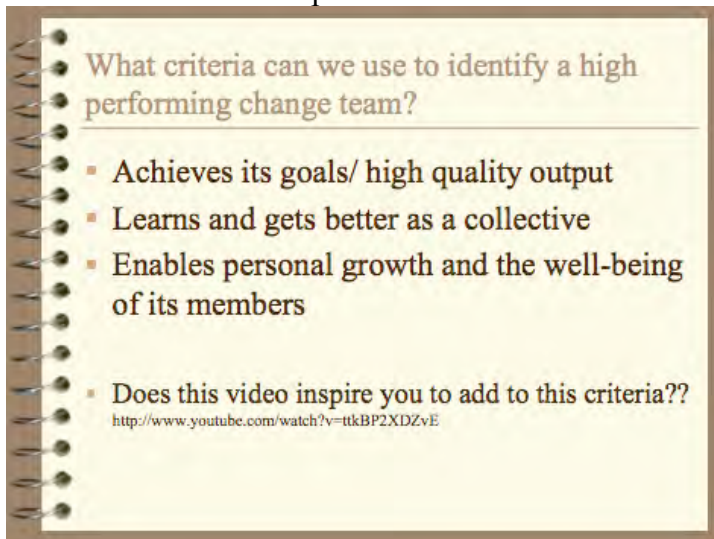 What criteria can we use to identify a high
performing change team?
Achieves its goals/ high quality output
Learns and gets better as a collective
Enables personal growth and the well-being
of its members
Does this video inspire you to add to this criteria??
http://www.youtube.com/watch?v=ttkBP2XDZvE